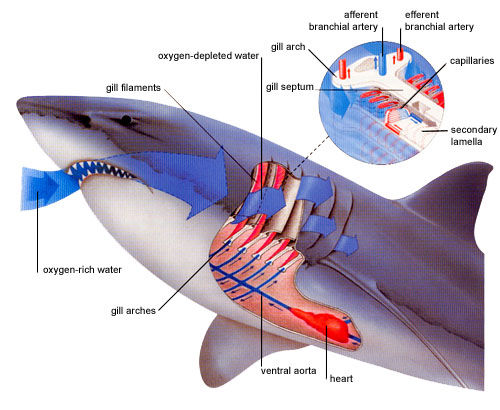 afferent
branchial artery
efferent
branchial artery
oxygen-depleted water
gill arch
capillaries
gill filaments
gill septum
secondary
lamella
oxygen-rich water
gill arches
ventral aorta
heart